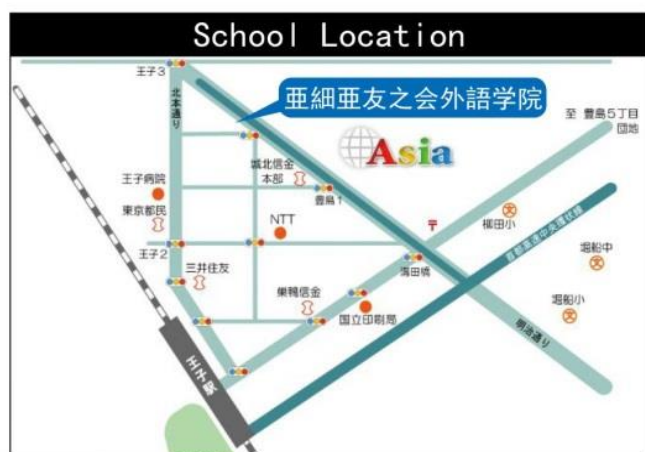 School Location
王子3
北本通り
亜細亜友之会外語学院
至 豊島5丁目
団地
Asia
城北信金
本部
王子病院
豊島1
東京都民
NTT
〒
柳田小
首都高速中央環状線
王子2
溝田橋
堀船中
三井住友
巣鴨信金
国立印刷局
堀船小
明治通り
王子駅